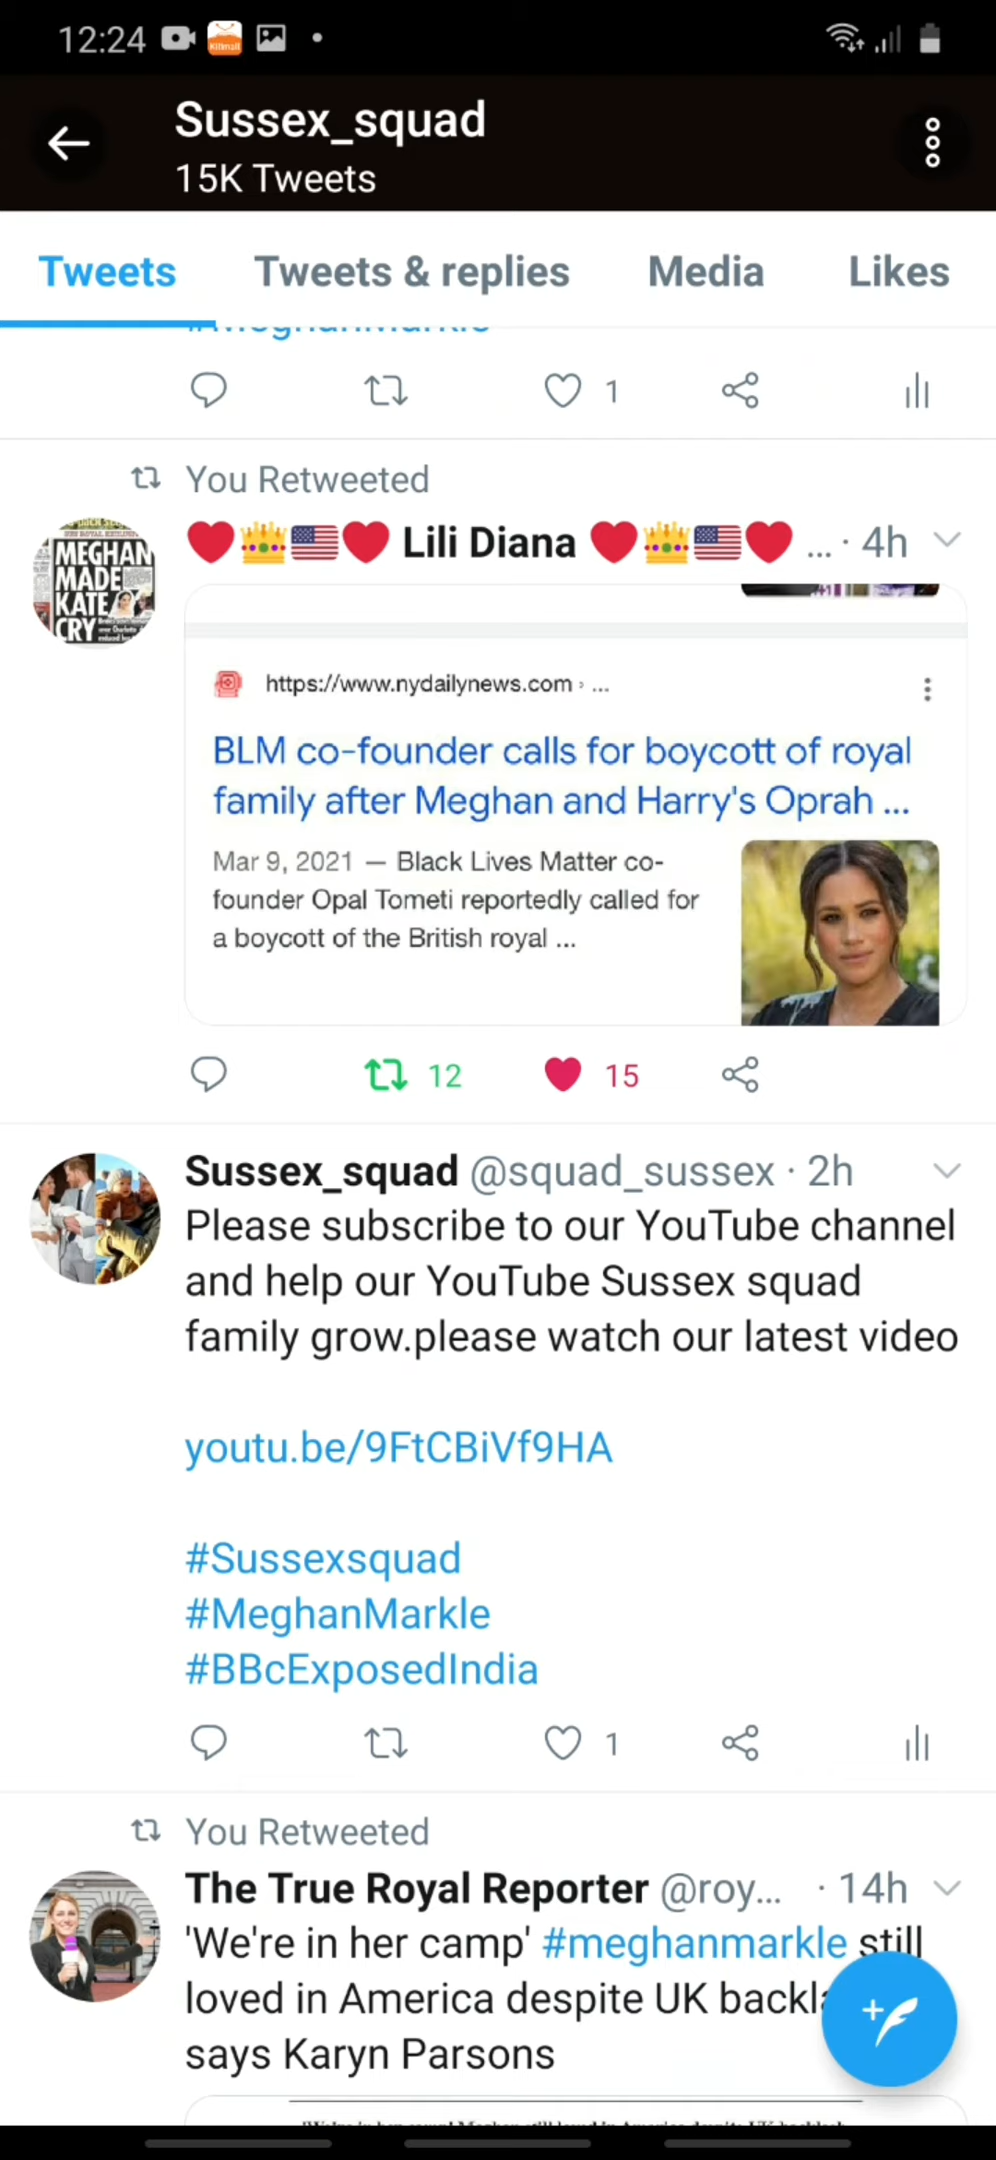 12:24
Kilimall
Sussex_squad
15K Tweets
Tweets Tweets & replies Media Likes
#MeghanMarkle
1
You Retweeted
Lili Diana ... · 4h
MEGHAN
MADE
KATE
CRY
https://www.nydailynews.com › ...
BLM co-founder calls for boycott of royal
family after Meghan and Harry's Oprah ...
Mar 9, 2021 — Black Lives Matter co-
founder Opal Tometi reportedly called for
a boycott of the British royal ...
12 15
Sussex_squad @squad_sussex · 2h
Please subscribe to our YouTube channel
and help our YouTube Sussex squad
family grow.please watch our latest video
youtu.be/9FtCBiVf9HA
#Sussexsquad
#MeghanMarkle
#BBcExposedIndia
1
You Retweeted
The True Royal Reporter @roy... · 14h
'We're in her camp' #meghanmarkle still
loved in America despite UK
says Karyn Parsons